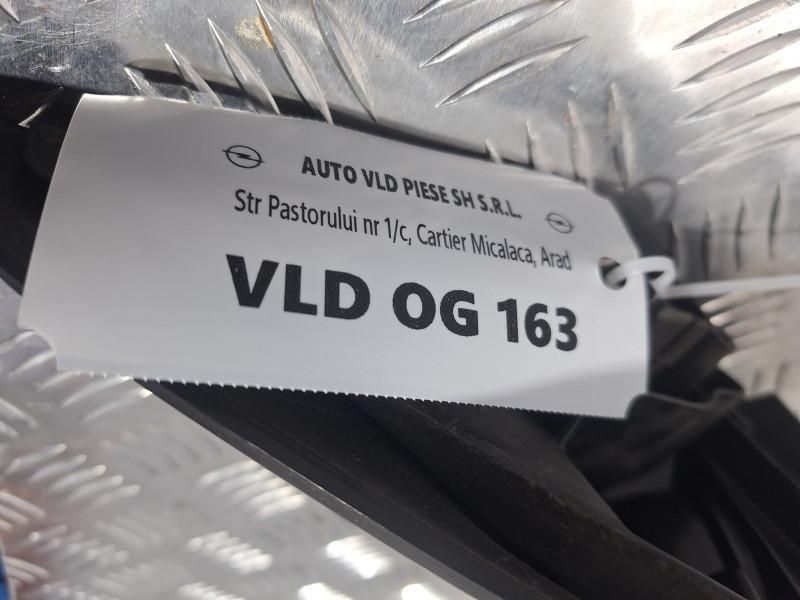 AUTO VLD PIESE SH S.R.L.
Str Pastorului nr 1/c, Cartier Micalaca, Arad
VLD OG 163